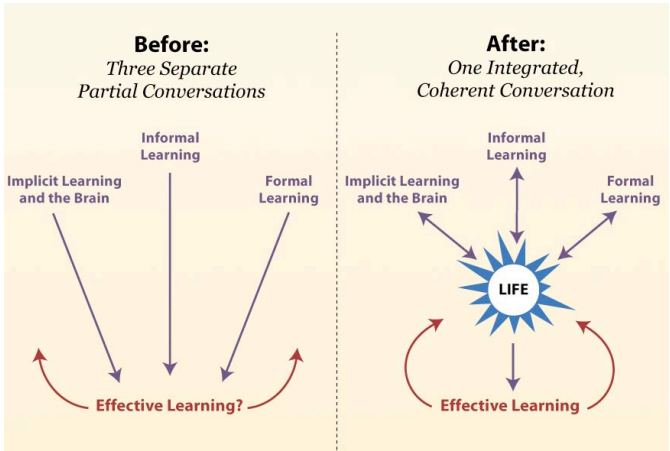 Before:
Three Separate
Partial Conversations
Informal
Learning
Implicit Learning
and the Brain
Formal
Learning
Effective Learning?
After:
One Integrated,
Coherent Conversation
Informal
Learning
Implicit Learning
and the Brain
Formal
Learning
LIFE
Effective Learning